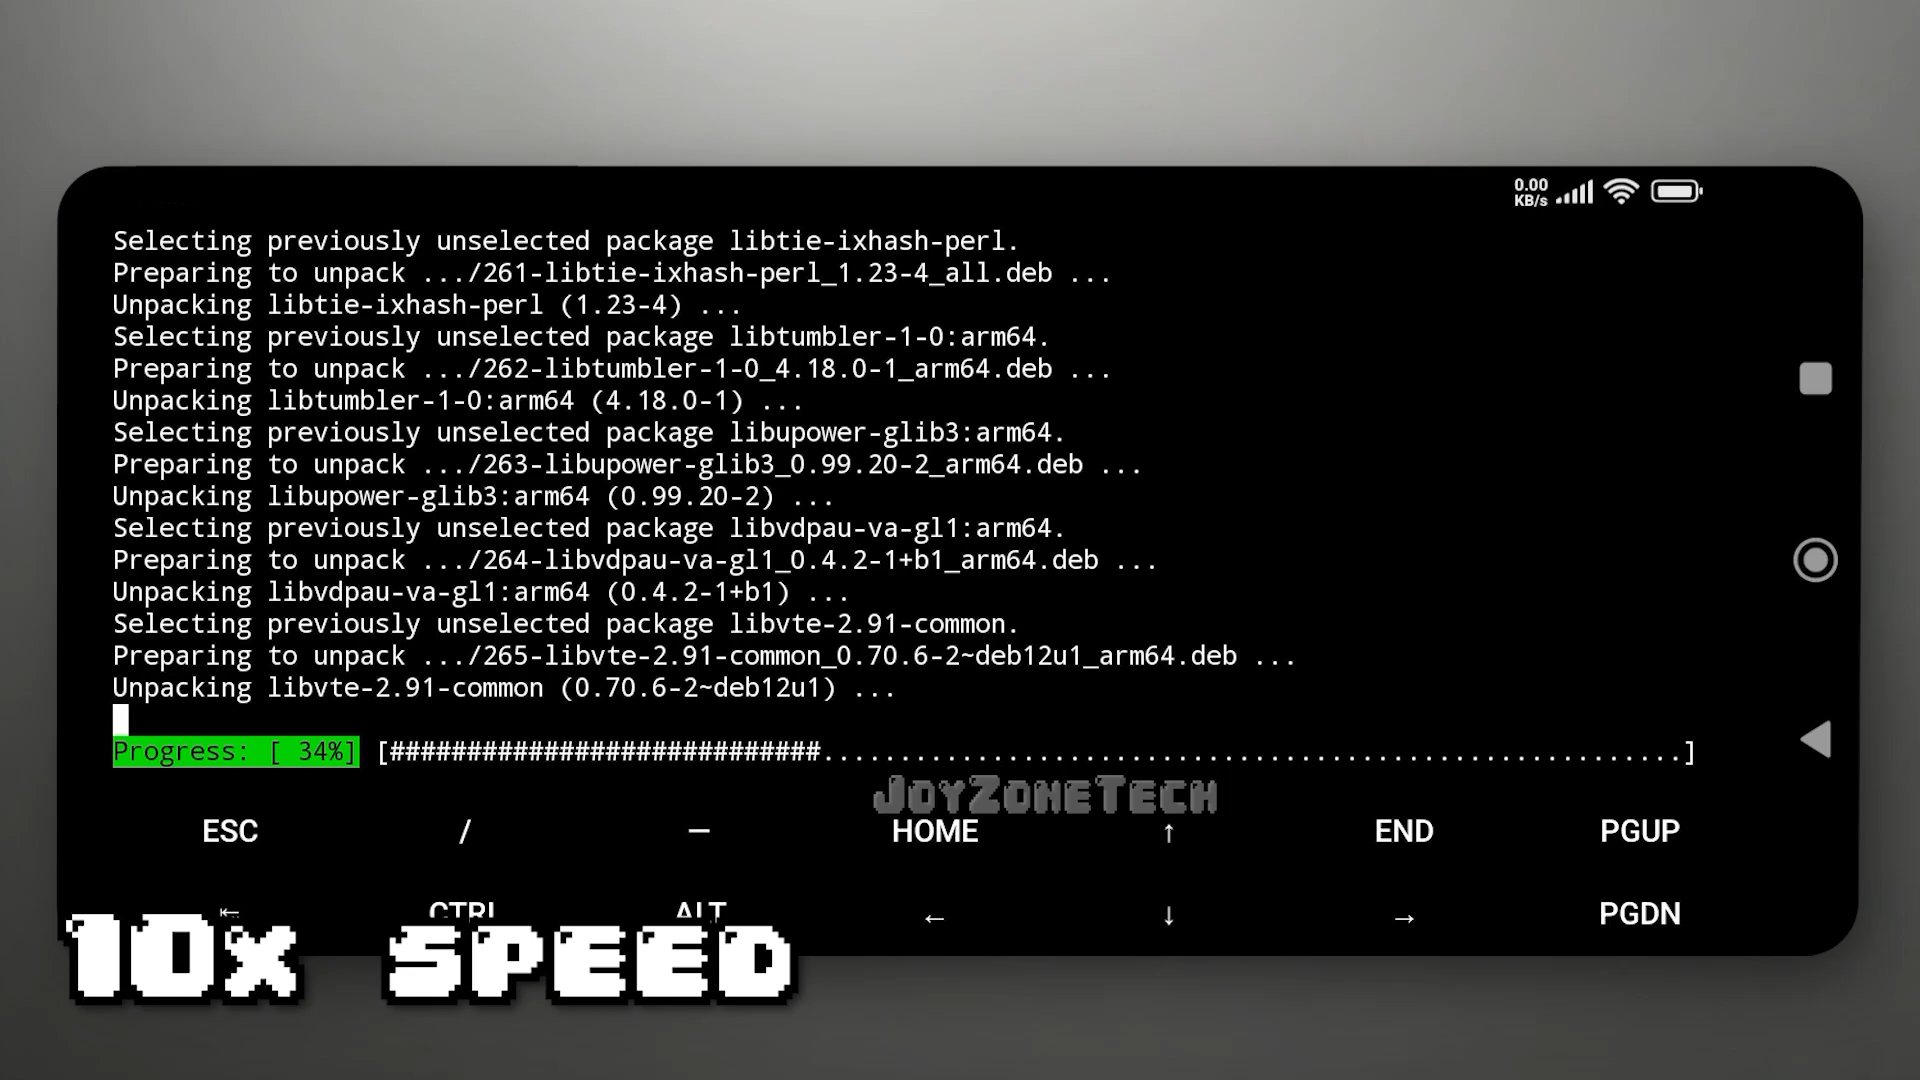 0.00
KB/s
Selecting previously unselected package libtie-ixhash-perl.
Preparing to unpack .../261-libtie-ixhash-perl_1.23-4_all.deb ...
Unpacking libtie-ixhash-perl (1.23-4) ...
Selecting previously unselected package libtumbler-1-0:arm64.
Preparing to unpack .../262-libtumbler-1-0_4.18.0-1_arm64.deb ...
Unpacking libtumbler-1-0:arm64 (4.18.0-1) ...
Selecting previously unselected package libupower-glib3:arm64.
Preparing to unpack .../263-libupower-glib3_0.99.20-2_arm64.deb ...
Unpacking libupower-glib3:arm64 (0.99.20-2) ...
Selecting previously unselected package libvdpau-va-gl1:arm64.
Preparing to unpack .../264-libvdpau-va-gl1_0.4.2-1+b1_arm64.deb ...
Unpacking libvdpau-va-gl1:arm64 (0.4.2-1+b1) ...
Selecting previously unselected package libvte-2.91-common.
Preparing to unpack .../265-libvte-2.91-common_0.70.6-2~deb12u1_arm64.deb ...
Unpacking libvte-2.91-common (0.70.6-2~deb12u1) ...
Progress: [ 34%] [############################........................................................]
JoyZoneTech
ESC / — HOME ↑ END PGUP
⇤ CTRL ALT ← ↓ → PGDN
10x SPEED